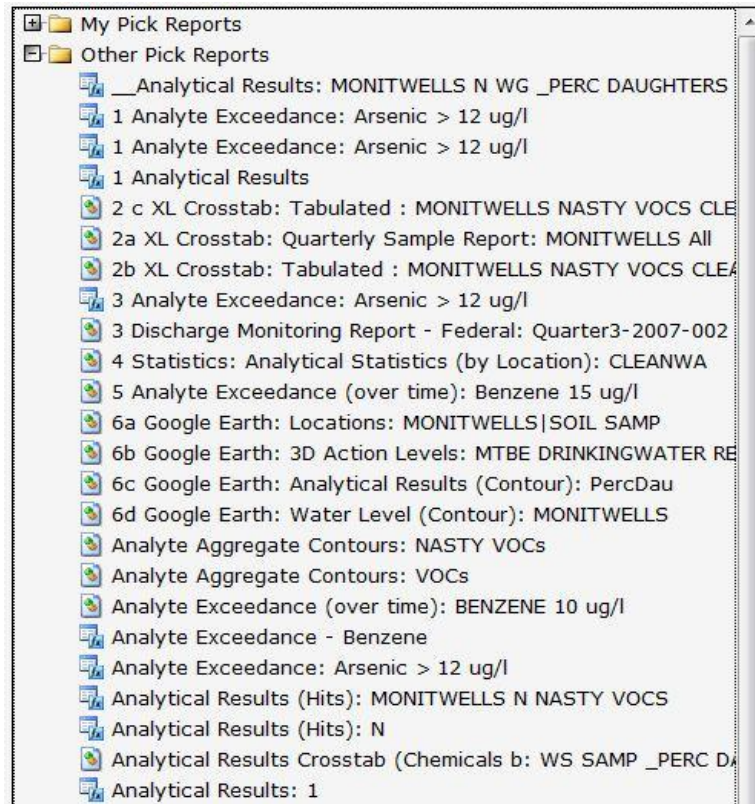 My Pick Reports
Other Pick Reports
__Analytical Results: MONITWELLS N WG _PERC DAUGHTERS
1 Analyte Exceedance: Arsenic > 12 ug/l
1 Analyte Exceedance: Arsenic > 12 ug/l
1 Analytical Results
2 c XL Crosstab: Tabulated : MONITWELLS NASTY VOCS CLE
2a XL Crosstab: Quarterly Sample Report: MONITWELLS All
2b XL Crosstab: Tabulated : MONITWELLS NASTY VOCS CLEA
3 Analyte Exceedance: Arsenic > 12 ug/l
3 Discharge Monitoring Report - Federal: Quarter3-2007-002
4 Statistics: Analytical Statistics (by Location): CLEANWA
5 Analyte Exceedance (over time): Benzene 15 ug/l
6a Google Earth: Locations: MONITWELLS|SOIL SAMP
6b Google Earth: 3D Action Levels: MTBE DRINKINGWATER RE
6c Google Earth: Analytical Results (Contour): PercDau
6d Google Earth: Water Level (Contour): MONITWELLS
Analyte Aggregate Contours: NASTY VOCs
Analyte Aggregate Contours: VOCs
Analyte Exceedance (over time): BENZENE 10 ug/l
Analyte Exceedance - Benzene
Analyte Exceedance: Arsenic > 12 ug/l
Analytical Results (Hits): MONITWELLS N NASTY VOCS
Analytical Results (Hits): N
Analytical Results Crosstab (Chemicals b: WS SAMP _PERC DA
Analytical Results: 1